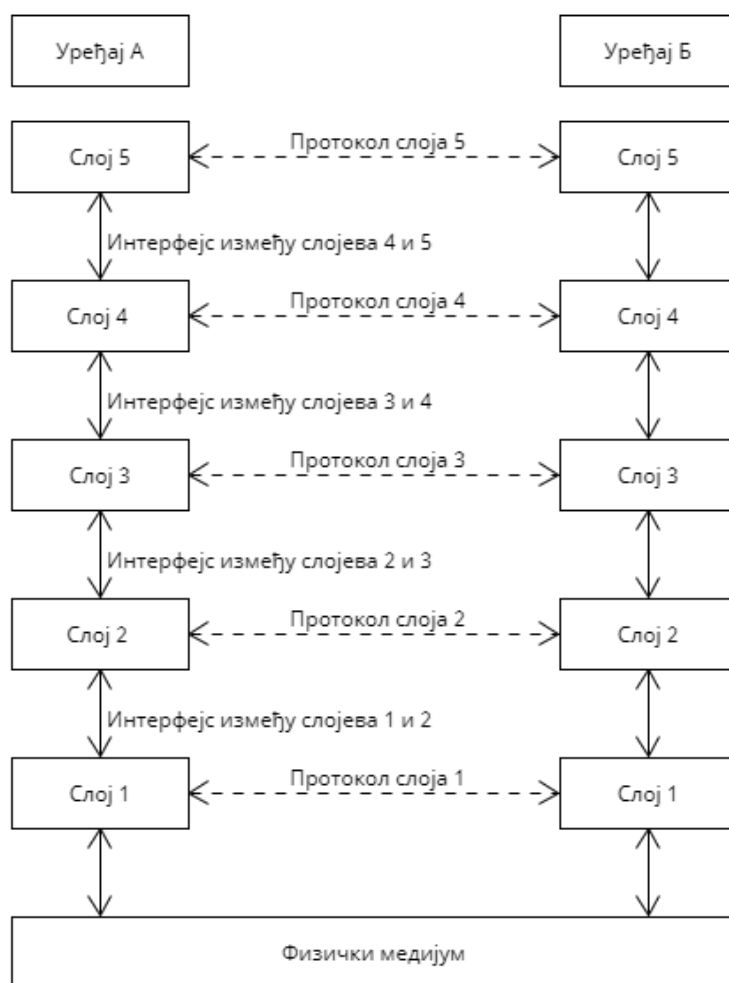 Уређај А
Уређај Б
Слој 5
Протокол слоја 5
Слој 5
Интерфејс између слојева 4 и 5
Слој 4
Протокол слоја 4
Слој 4
Интерфејс између слојева 3 и 4
Слој 3
Протокол слоја 3
Слој 3
Интерфејс између слојева 2 и 3
Слој 2
Протокол слоја 2
Слој 2
Интерфејс између слојева 1 и 2
Слој 1
Протокол слоја 1
Слој 1
Физички медијум